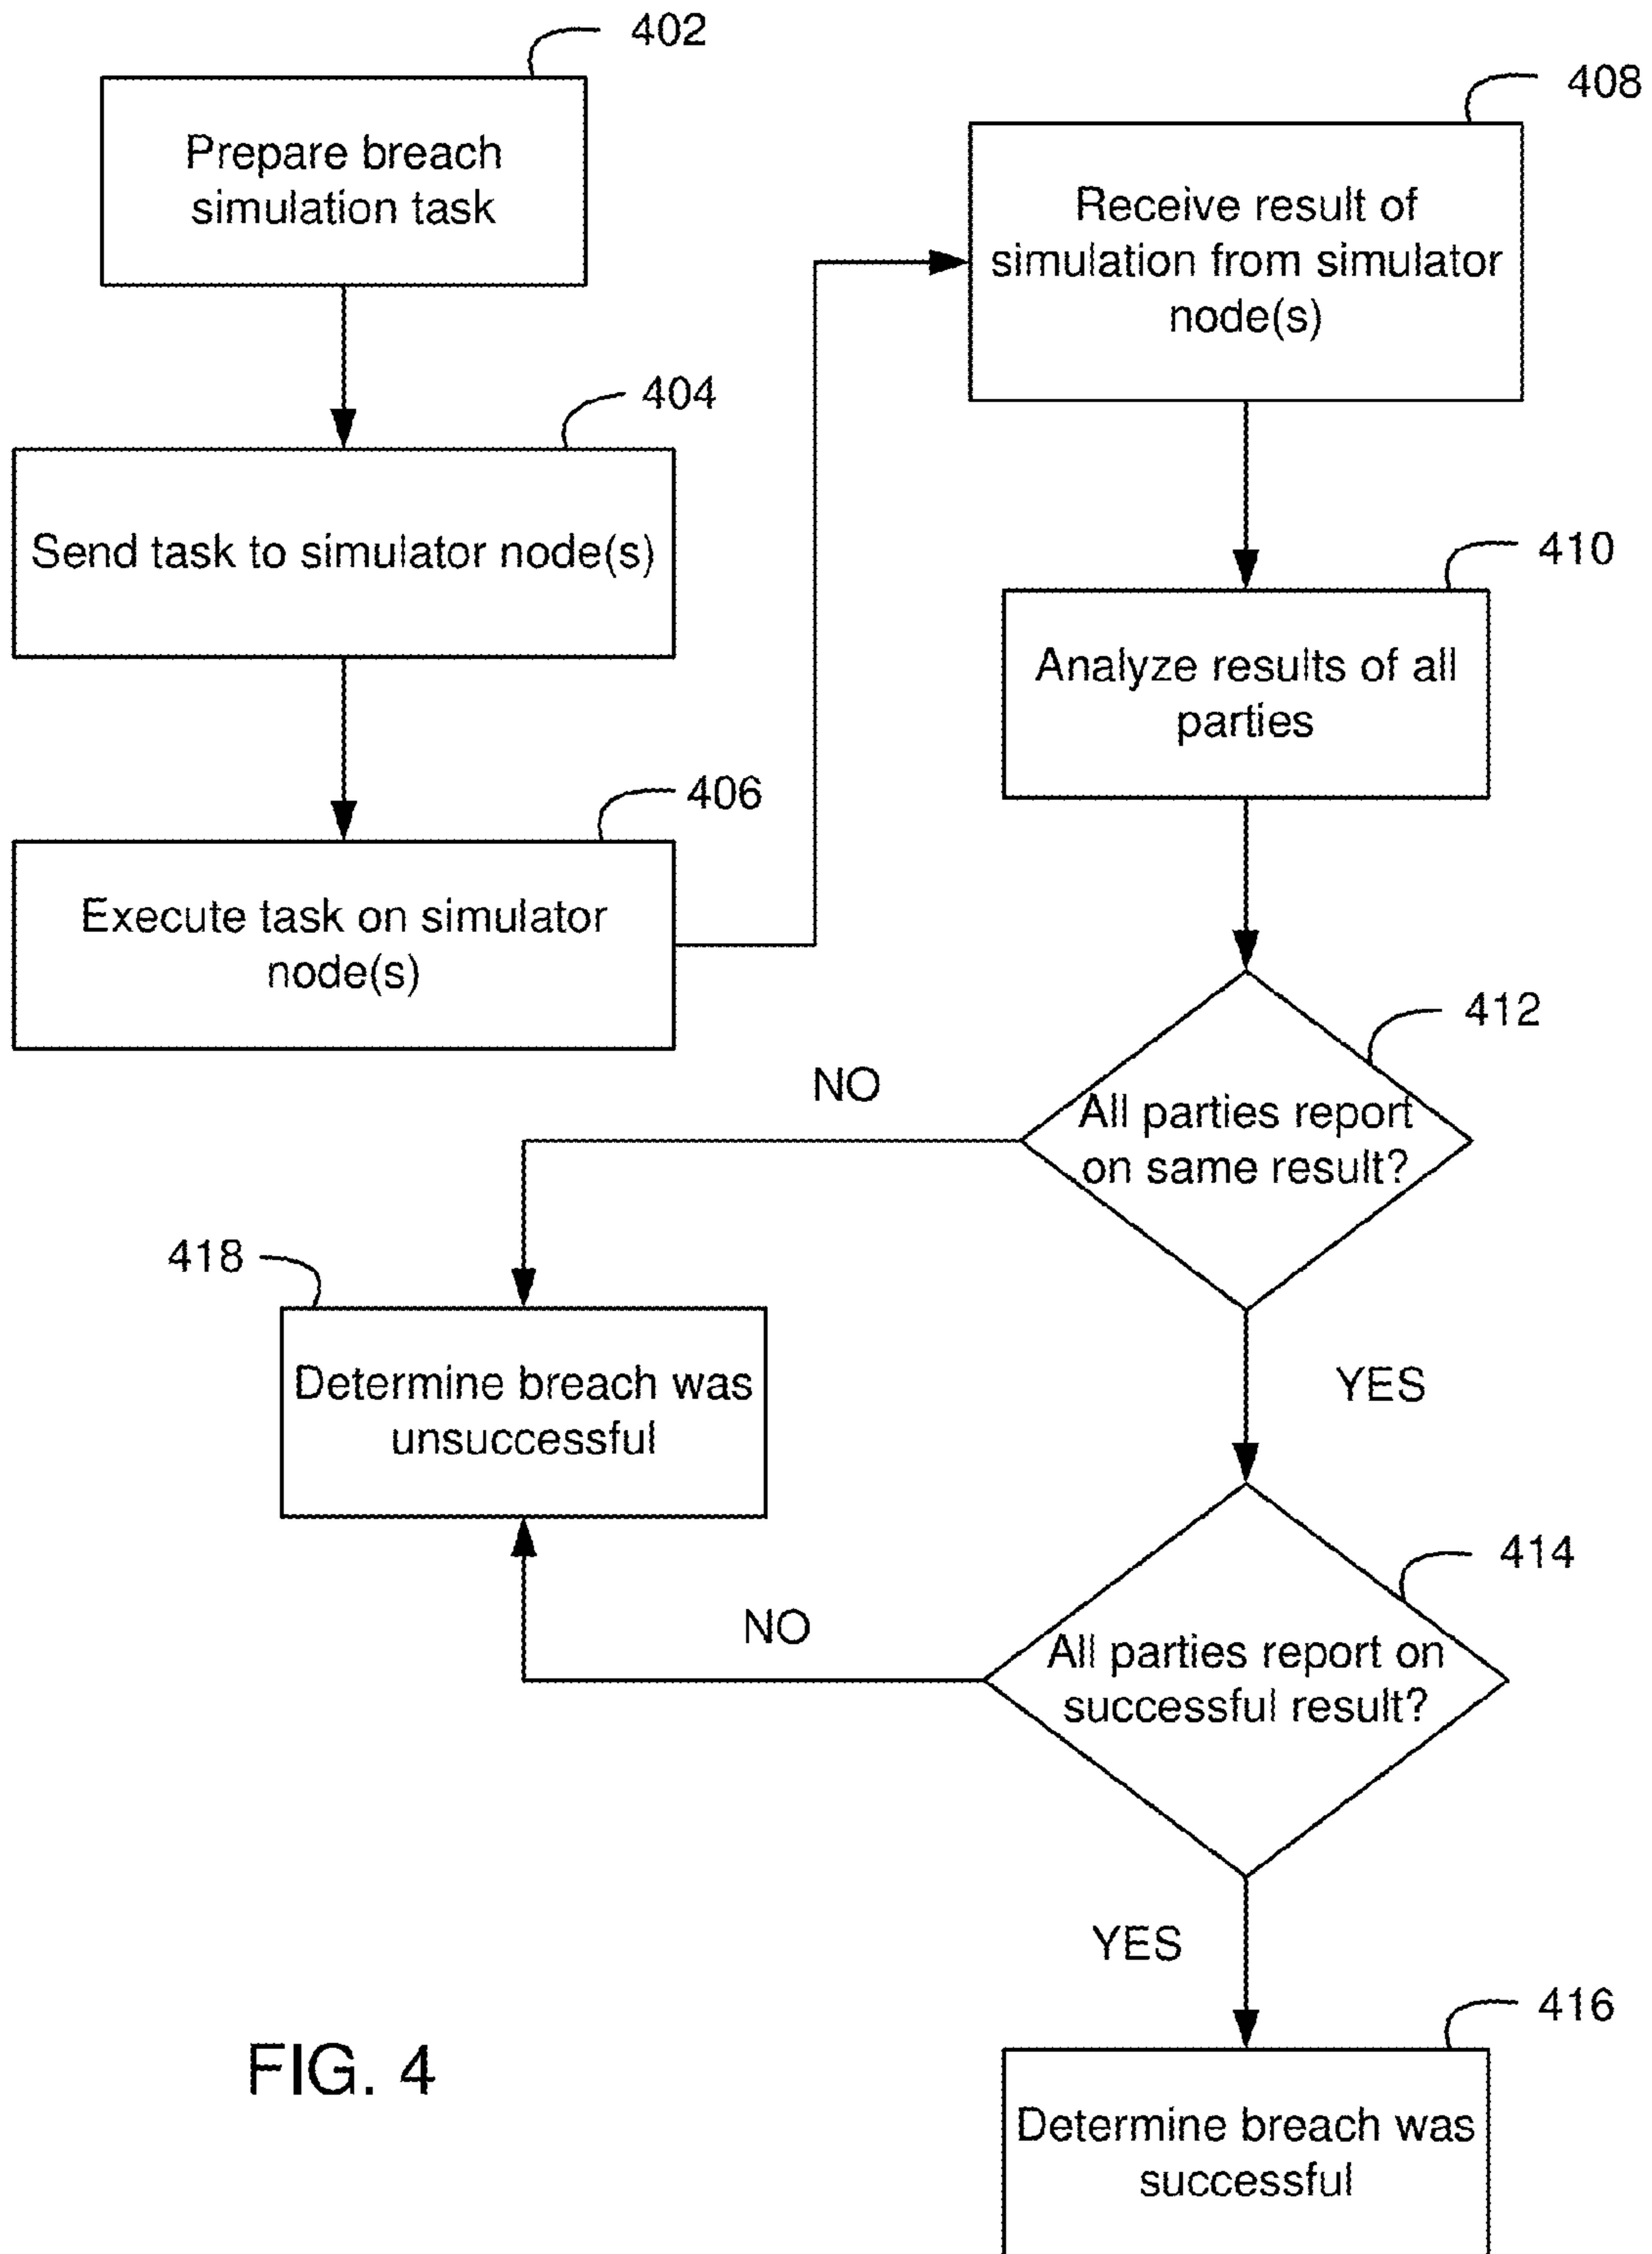 402
Prepare breach
simulation task
404
Send task to simulator node(s)
406
Execute task on simulator
node(s)
408
Receive result of
simulation from simulator
node(s)
410
Analyze results of all
parties
412
All parties report
on same result?
NO
YES
418
Determine breach was
unsuccessful
414
All parties report on
successful result?
NO
YES
416
Determine breach was
successful
FIG. 4